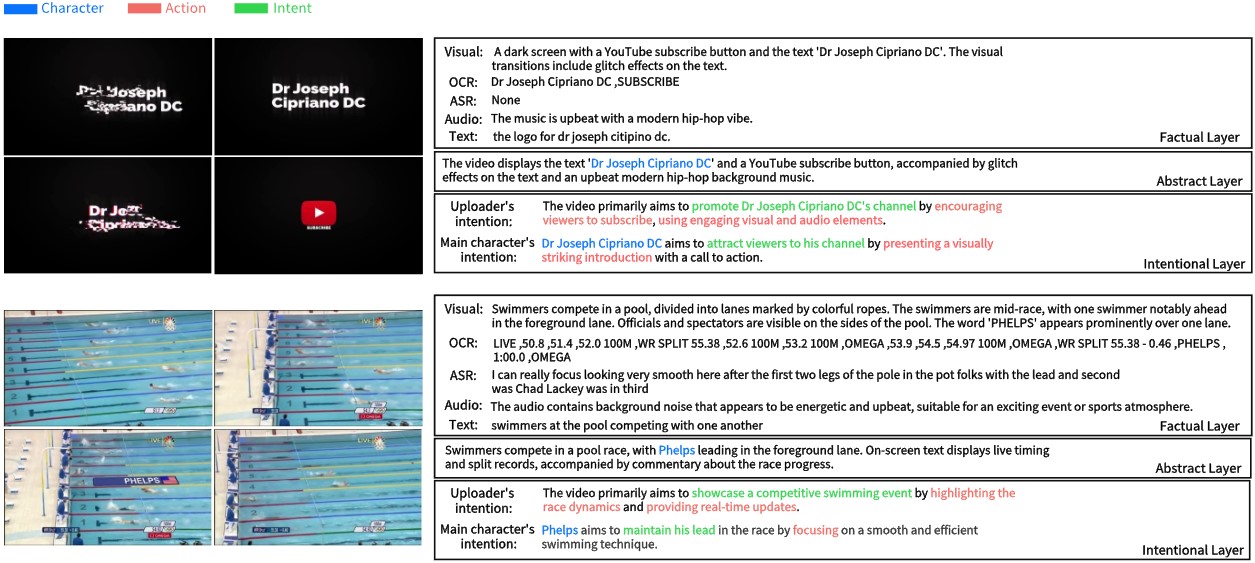 Character Action Intent
Dr Joseph
Cipriano DC
Dr Joseph
Cipriano DC
SUBSCRIBE
Visual: A dark screen with a YouTube subscribe button and the text 'Dr Joseph Cipriano DC'. The visual
transitions include glitch effects on the text.
OCR: Dr Joseph Cipriano DC ,SUBSCRIBE
ASR: None
Audio: The music is upbeat with a modern hip-hop vibe.
Text: the logo for dr joseph citipino dc.
Factual Layer
The video displays the text 'Dr Joseph Cipriano DC' and a YouTube subscribe button, accompanied by glitch
effects on the text and an upbeat modern hip-hop background music.
Abstract Layer
Uploader's
intention:
The video primarily aims to promote Dr Joseph Cipriano DC's channel by encouraging
viewers to subscribe, using engaging visual and audio elements.
Main character's
intention:
Dr Joseph Cipriano DC aims to attract viewers to his channel by presenting a visually
striking introduction with a call to action.
Intentional Layer
LIVE
LIVE
LIVE
PHELPS
LIVE
Visual: Swimmers compete in a pool, divided into lanes marked by colorful ropes. The swimmers are mid-race, with one swimmer notably ahead
in the foreground lane. Officials and spectators are visible on the sides of the pool. The word 'PHELPS' appears prominently over one lane.
OCR: LIVE ,50.8 ,51.4 ,52.0 100M ,WR SPLIT 55.38 ,52.6 100M ,53.2 100M ,OMEGA ,53.9 ,54.5 ,54.97 100M ,OMEGA ,WR SPLIT 55.38 - 0.46 ,PHELPS ,
1:00.0 ,OMEGA
ASR: I can really focus looking very smooth here after the first two legs of the pole in the pot folks with the lead and second
was Chad Lackey was in third
Audio: The audio contains background noise that appears to be energetic and upbeat, suitable for an exciting event or sports atmosphere.
Text: swimmers at the pool competing with one another
Factual Layer
Swimmers compete in a pool race, with Phelps leading in the foreground lane. On-screen text displays live timing
and split records, accompanied by commentary about the race progress.
Abstract Layer
Uploader's
intention:
The video primarily aims to showcase a competitive swimming event by highlighting the
race dynamics and providing real-time updates.
Main character's
intention:
Phelps aims to maintain his lead in the race by focusing on a smooth and efficient
swimming technique.
Intentional Layer